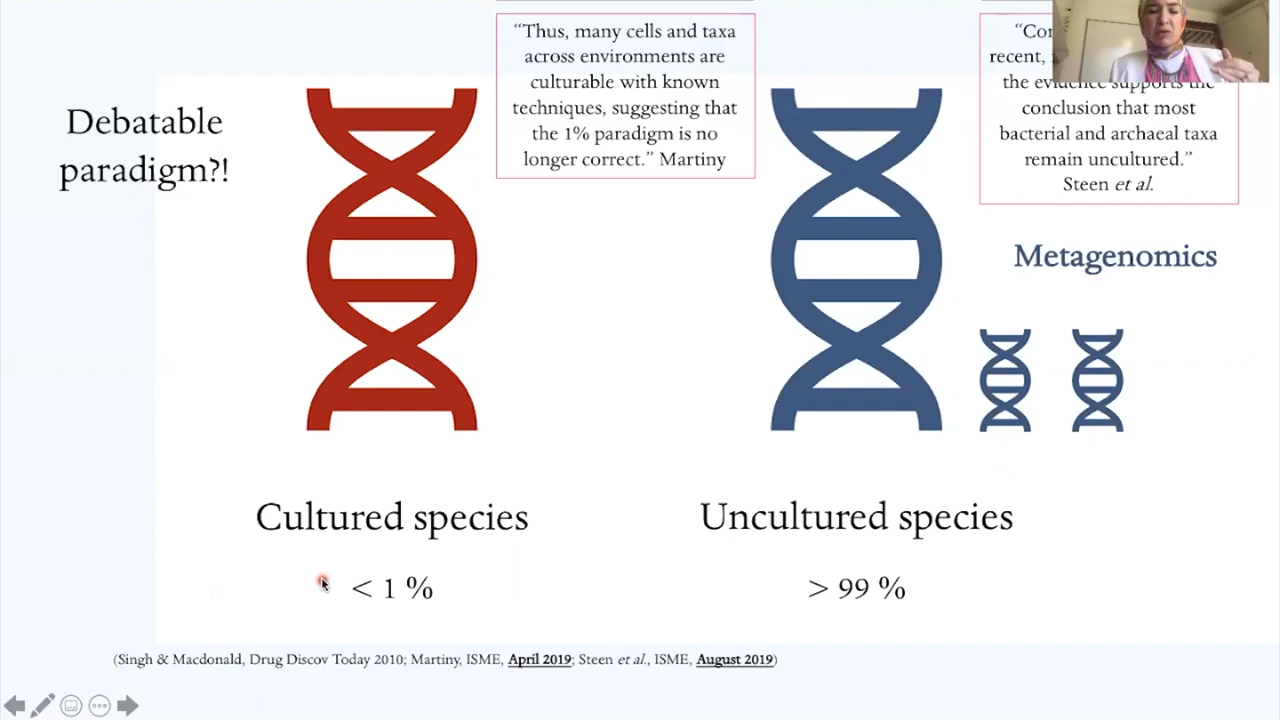 Debatable
paradigm?!
“Thus, many cells and taxa
across environments are
culturable with known
techniques, suggesting that
the 1% paradigm is no
longer correct.” Martiny
recent,
the evidence supports the
conclusion that most
bacterial and archaeal taxa
remain uncultured.”
Steen et al.
Metagenomics
Cultured species
< 1 %
Uncultured species
> 99 %
(Singh & Macdonald, Drug Discov Today 2010; Martiny, ISME, April 2019; Steen et al., ISME, August 2019)